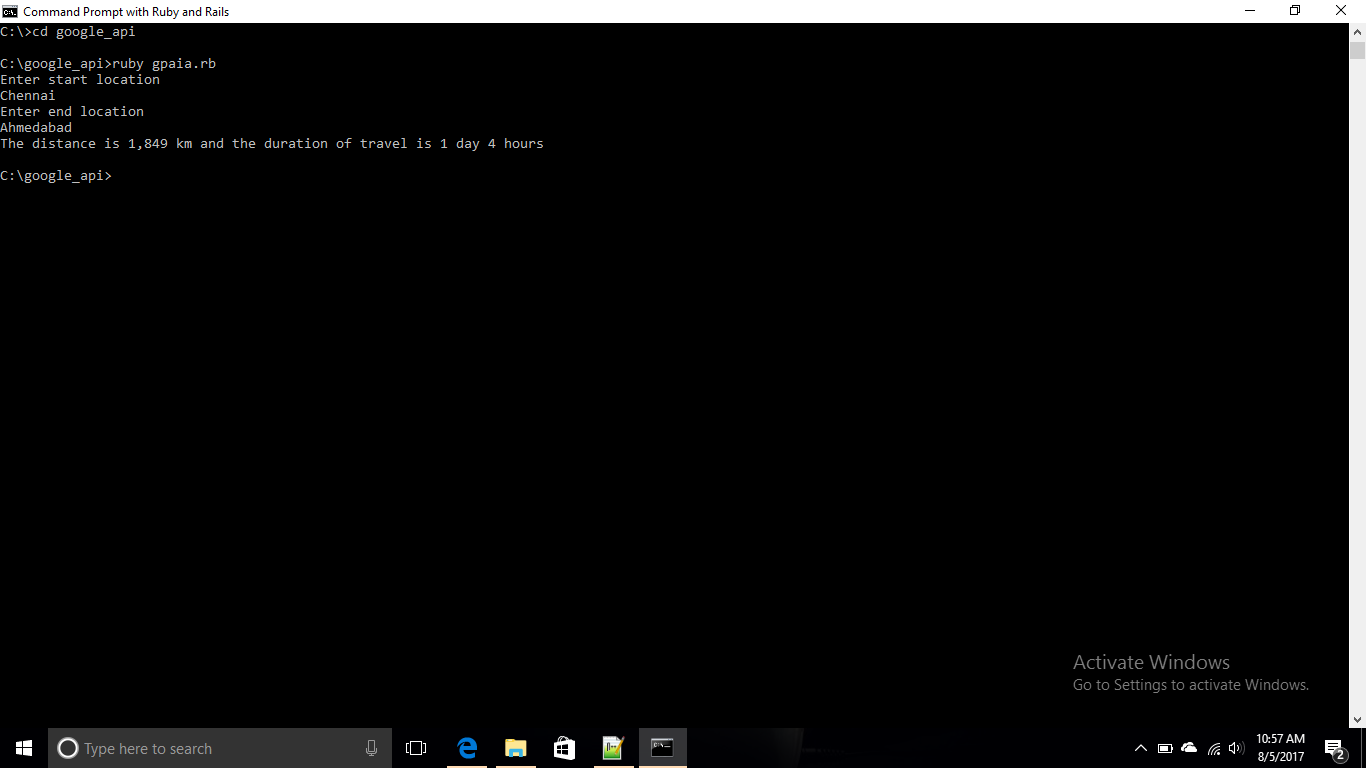 Command Prompt with Ruby and Rails
C:\>cd google_api
C:\google_api>ruby gpaia.rb
Enter start location
Chennai
Enter end location
Ahmedabad
The distance is 1,849 km and the duration of travel is 1 day 4 hours
C:\google_api>
Activate Windows
Go to Settings to activate Windows.
Type here to search
10:57 AM
8/5/2017
2